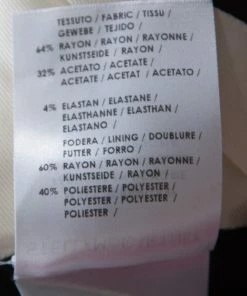 TESSUTO / FABRIC / TISSU /
GEWEBE / TEJIDO /
64% RAYON / RAYON / RAYONNE /
KUNSTSEIDE / RAYON /
32% ACETATO / ACETATE /
ACETATE / ACETAT / ACETATO /
4% ELASTAN / ELASTANE /
ELASTHANNE / ELASTHAN /
ELASTANO /
FODERA / LINING / DOUBLURE /
FUTTER / FORRO /
60% RAYON / RAYON / RAYONNE /
KUNSTSEIDE / RAYON /
40% POLIESTERE / POLYESTER /
POLYESTER / POLYESTER /
POLIESTER /